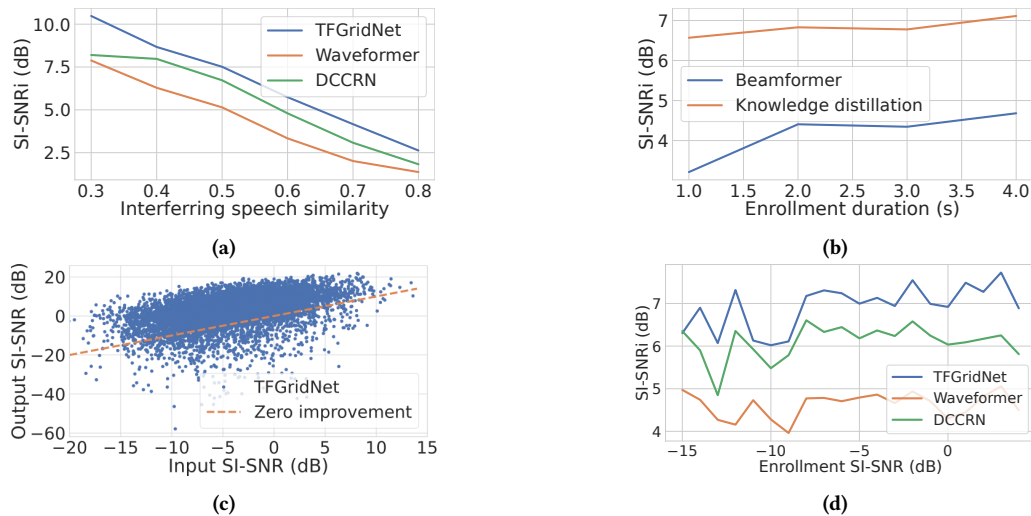 SI-SNRi (dB)
10.0
7.5
5.0
2.5
TFGridNet
Waveformer
DCCRN
0.3 0.4 0.5 0.6 0.7 0.8
Interfering speech similarity
(a)
SI-SNRi (dB)
7
6
5
4
Beamformer
Knowledge distillation
1.0 1.5 2.0 2.5 3.0 3.5 4.0
Enrollment duration (s)
(b)
Output SI-SNR (dB)
20
0
−20
−40
−60
TFGridNet
Zero improvement
−20 −15 −10 −5 0 5 10 15
Input SI-SNR (dB)
(c)
SI-SNRi (dB)
7
6
5
4
TFGridNet
Waveformer
DCCRN
−15 −10 −5 0
Enrollment SI-SNR (dB)
(d)